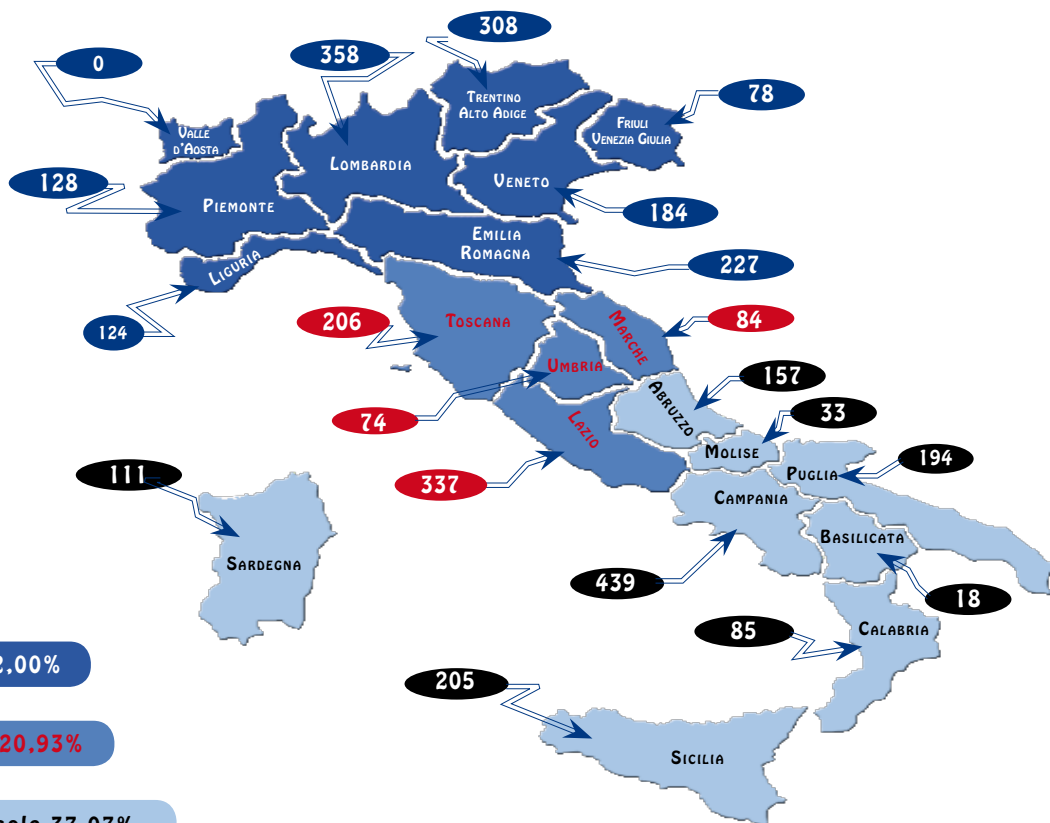 308
358
0
78
Trentino
Alto Adige
Friuli
Venezia Giulia
Valle
d'Aosta
Lombardia
Veneto
128
Piemonte
184
Emilia
Romagna
Liguria
227
124
206
Toscana
Marche
84
Umbria
157
Abruzzo
74
Lazio
33
Molise
194
Puglia
111
337
Campania
Basilicata
Sardegna
439
18
85
Calabria
2,00%
205
20,93%
Sicilia
37,07%